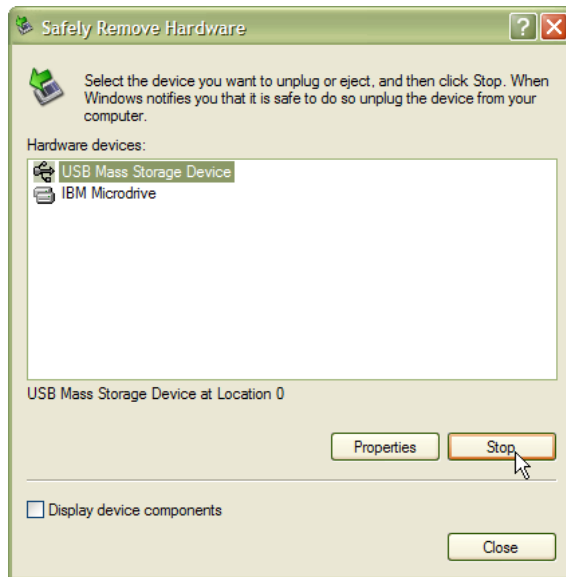 Safely Remove Hardware
Select the device you want to unplug or eject, and then click Stop. When
Windows notifies you that it is safe to do so unplug the device from your
computer.
Hardware devices:
USB Mass Storage Device
IBM Microdrive
USB Mass Storage Device at Location 0
Properties
Stop
Display device components
Close